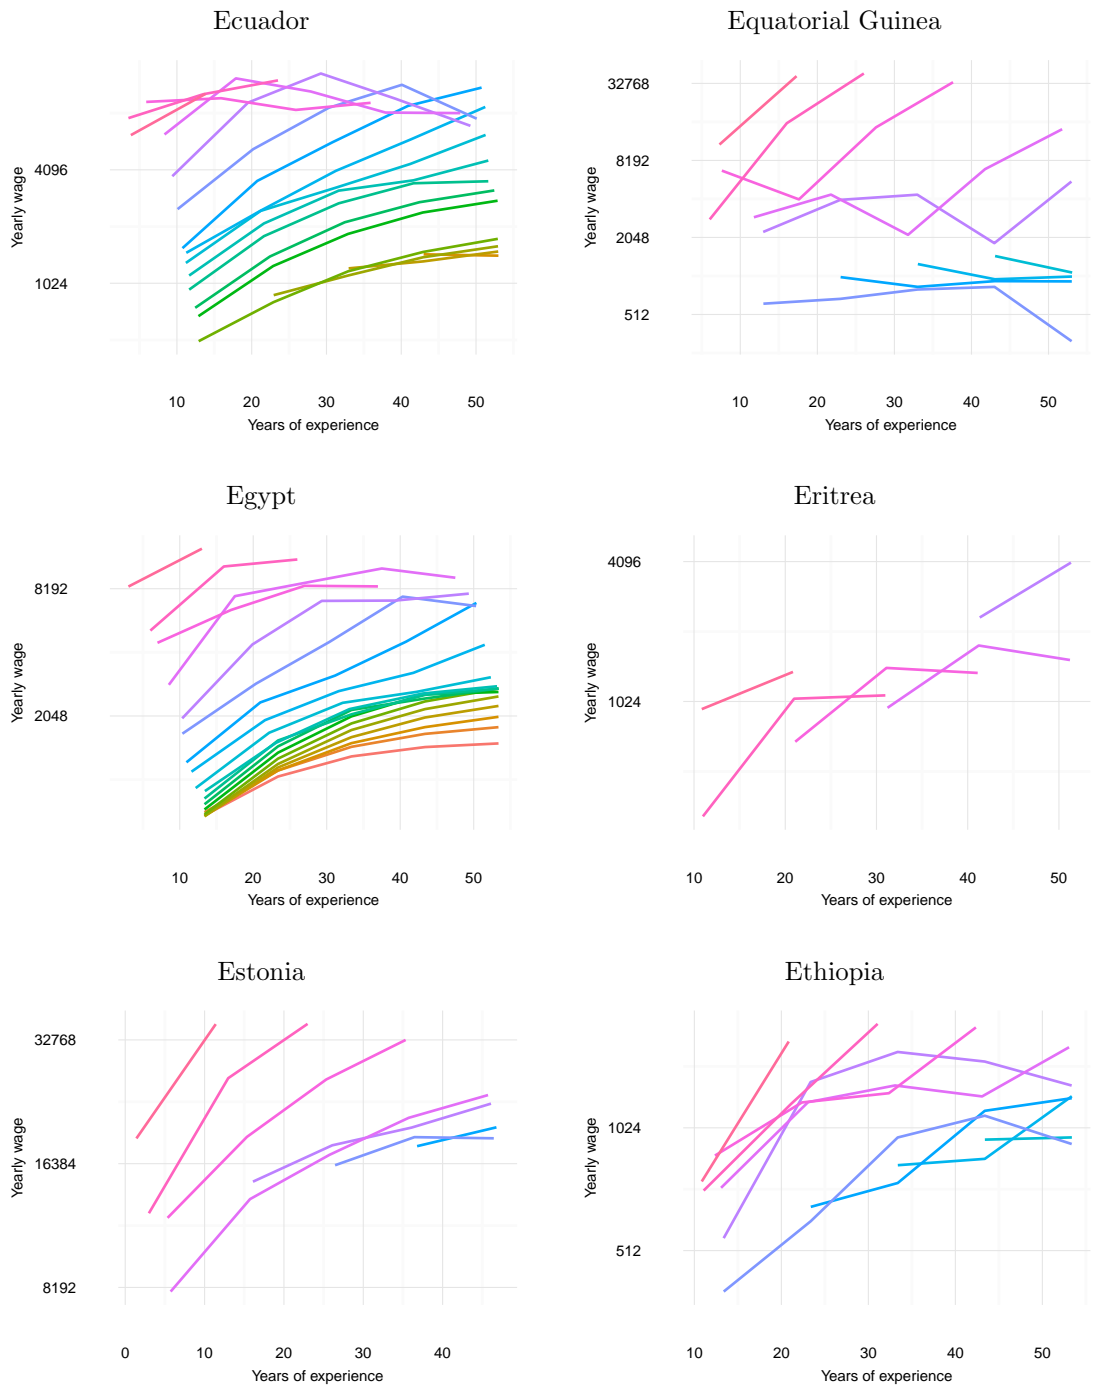 Ecuador
Yearly wage
4096
1024
10 20 30 40 50
Years of experience
Equatorial Guinea
Yearly wage
32768
8192
2048
512
10 20 30 40 50
Years of experience
Egypt
Yearly wage
8192
2048
10 20 30 40 50
Years of experience
Eritrea
Yearly wage
4096
1024
10 20 30 40 50
Years of experience
Estonia
Yearly wage
32768
16384
8192
0 10 20 30 40
Years of experience
Ethiopia
Yearly wage
1024
512
10 20 30 40 50
Years of experience